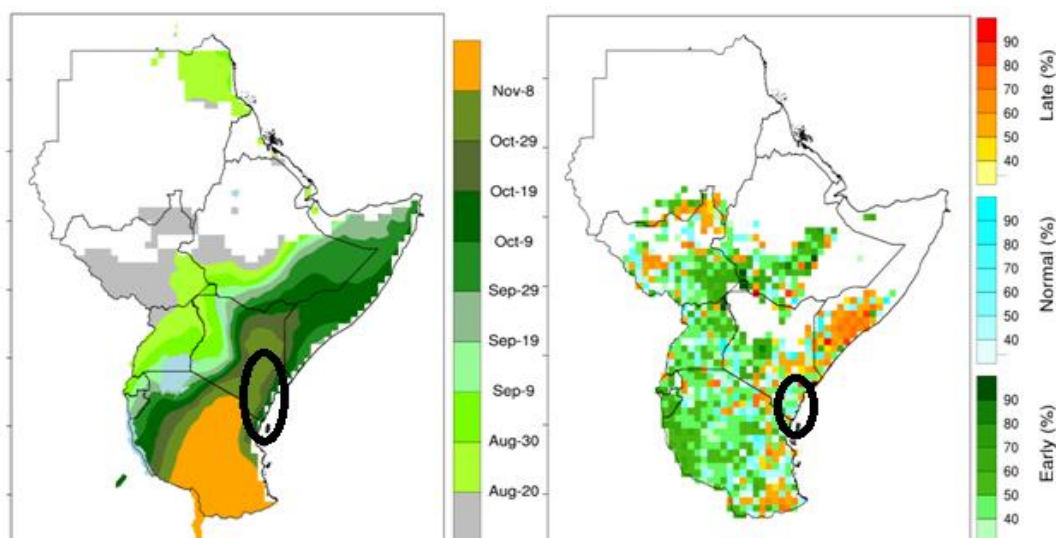 Nov-8
Oct-29
Oct-19
Oct-9
Sep-29
Sep-19
Sep-9
Aug-30
Aug-20
90
80
70
60
50
40
Late (%)
90
80
70
60
50
40
Normal (%)
90
80
70
60
50
40
Early (%)